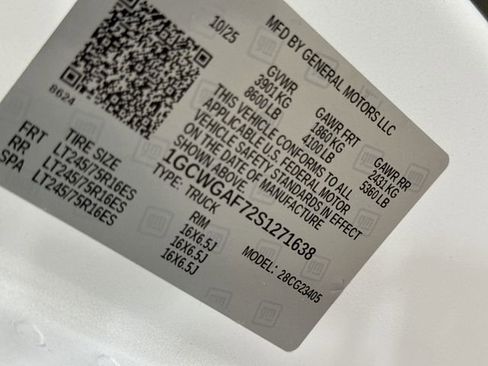 MFD BY GENERAL MOTORS LLC
10/25
GVWR GAWR FRT GAWR RR
3901 KG 1860 KG 2431 KG
8600 LB 4100 LB 5360 LB
THIS VEHICLE CONFORMS TO ALL
APPLICABLE U.S. FEDERAL MOTOR
VEHICLE SAFETY STANDARDS IN EFFECT
ON THE DATE OF MANUFACTURE
SHOWN ABOVE.
1GCWGAF72S1271638
TYPE: TRUCK MODEL: 28CG23405
8624
TIRE SIZE RIM
FRT LT245/75R16ES 16X6.5J
RR LT245/75R16ES 16X6.5J
SPA LT245/75R16ES 16X6.5J